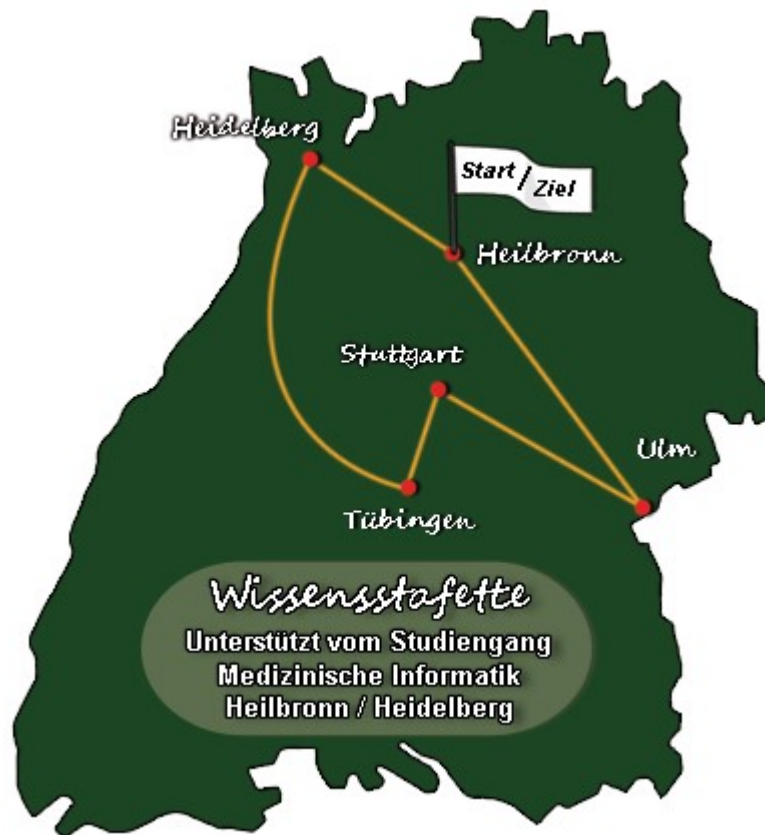 Heidelberg
Start / Ziel
Heilbronn
Stuttgart
Ulm
Tübingen
Wissensstafette
Unterstützt vom Studiengang
Medizinische Informatik
Heilbronn / Heidelberg